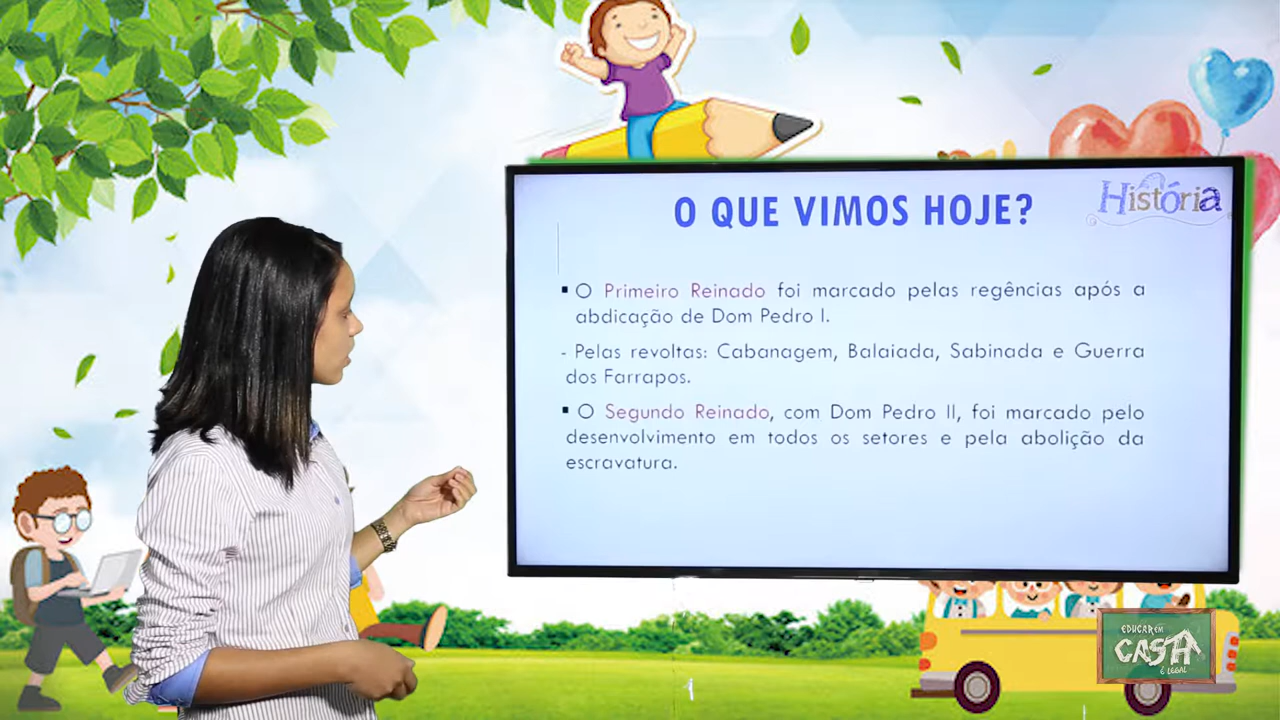 O QUE VIMOS HOJE?
História
▪ O Primeiro Reinado foi marcado pelas regências após a
abdicação de Dom Pedro I.
- Pelas revoltas: Cabanagem, Balaiada, Sabinada e Guerra
dos Farrapos.
▪ O Segundo Reinado, com Dom Pedro II, foi marcado pelo
desenvolvimento em todos os setores e pela abolição da
escravatura.
EDUCAR EM
CASA
É LEGAL